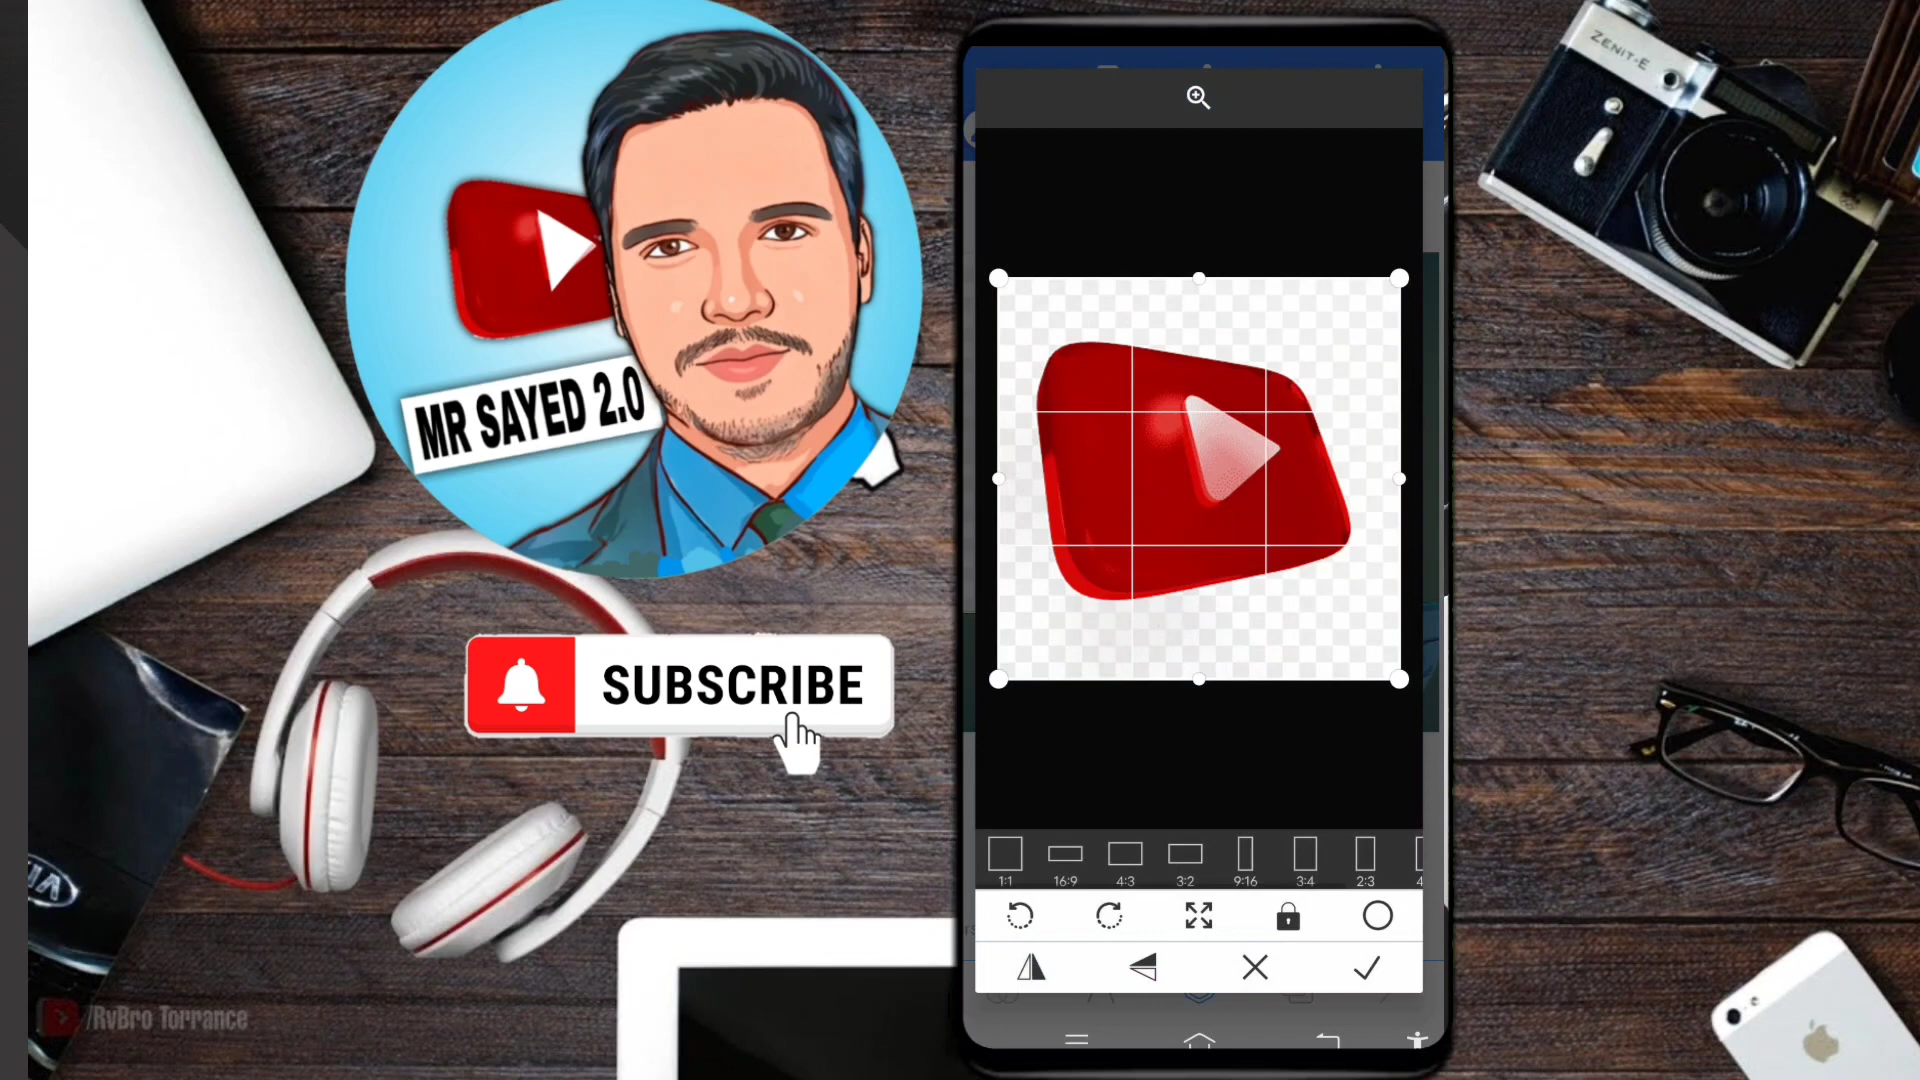 ZENIT-E
MR SAYED 2.0
SUBSCRIBE
1:1 16:9 4:3 3:2 9:16 3:4 2:3
/RvBro Torrance